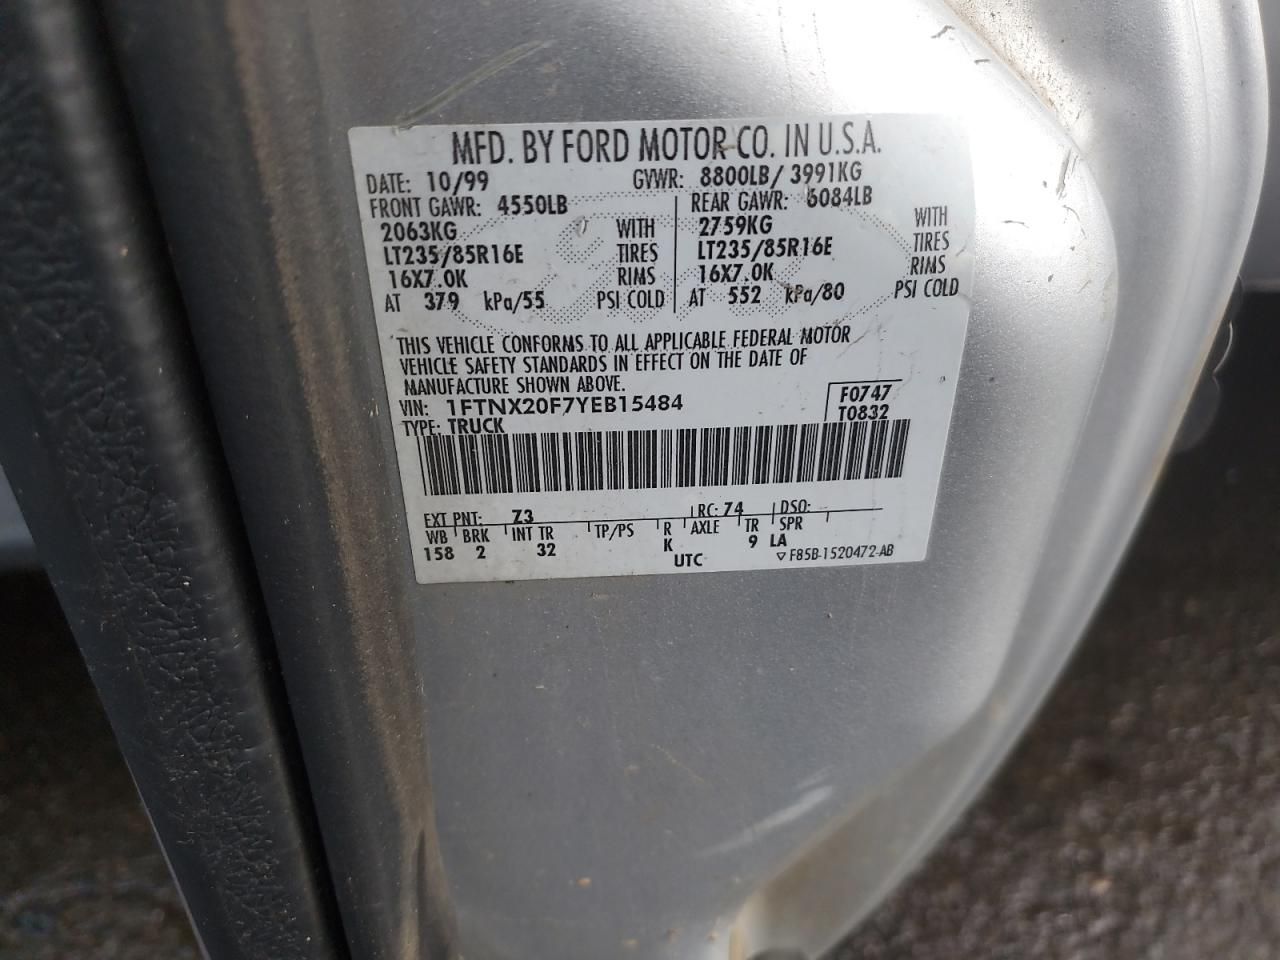 MFD. BY FORD MOTOR CO. IN U.S.A.
DATE: 10/99 GVWR: 8800LB/ 3991KG
FRONT GAWR: 4550LB REAR GAWR: 6084LB
2063KG WITH 2759KG WITH
LT235/85R16E TIRES LT235/85R16E TIRES
16X7.0K RIMS 16X7.0K RIMS
AT 379 kPa/55 PSI COLD AT 552 kPa/80 PSI COLD
THIS VEHICLE CONFORMS TO ALL APPLICABLE FEDERAL MOTOR
VEHICLE SAFETY STANDARDS IN EFFECT ON THE DATE OF
MANUFACTURE SHOWN ABOVE.
VIN: 1FTNX20F7YEB15484 F0747
TYPE: TRUCK T0832
EXT PNT: Z3 RC: 74 DSO:
WB BRK INT TR TP/PS R AXLE TR SPR
158 2 32 K 9 LA
UTC ▽ F85B-1520472-AB